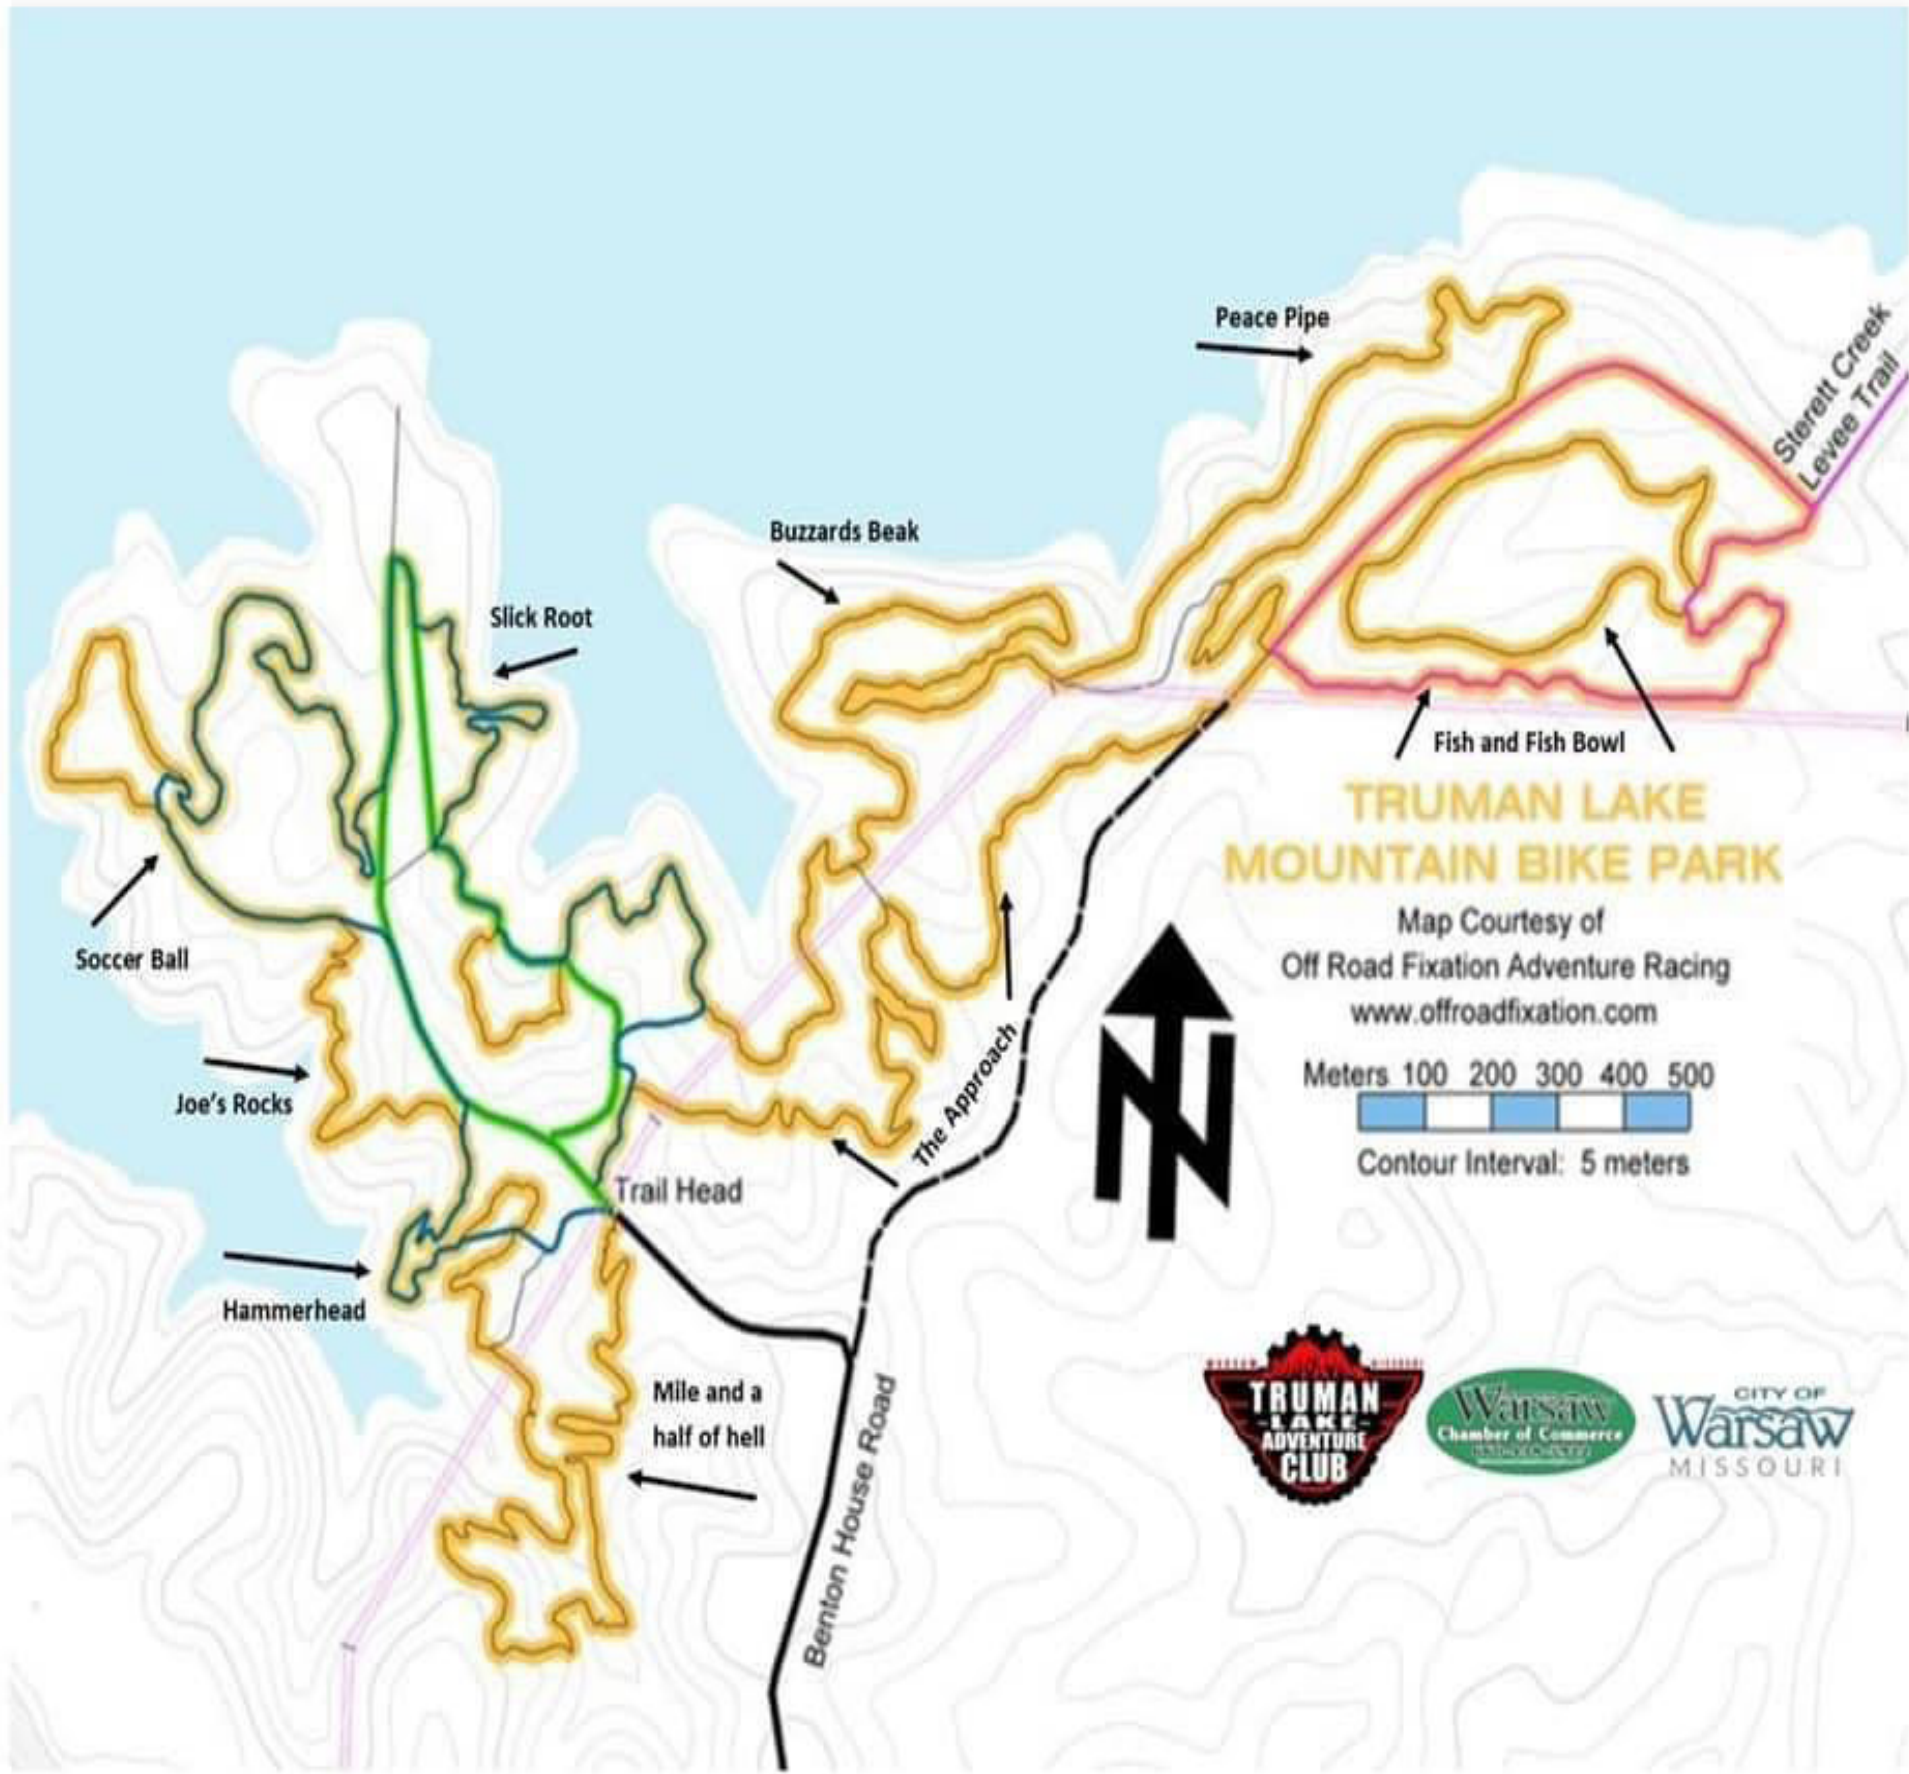 Peace Pipe
Sterett Creek
Levee Trail
Buzzards Beak
Slick Root
Fish and Fish Bowl
TRUMAN LAKE
MOUNTAIN BIKE PARK
Map Courtesy of
Off Road Fixation Adventure Racing
www.offroadfixation.com
Meters 100 200 300 400 500
Contour Interval: 5 meters
Soccer Ball
Joe's Rocks
The Approach
Trail Head
Hammerhead
Mile and a
half of hell
Benton House Road
N
TRUMAN
LAKE
ADVENTURE
CLUB
Warsaw
Chamber of Commerce
CITY OF
Warsaw
MISSOURI